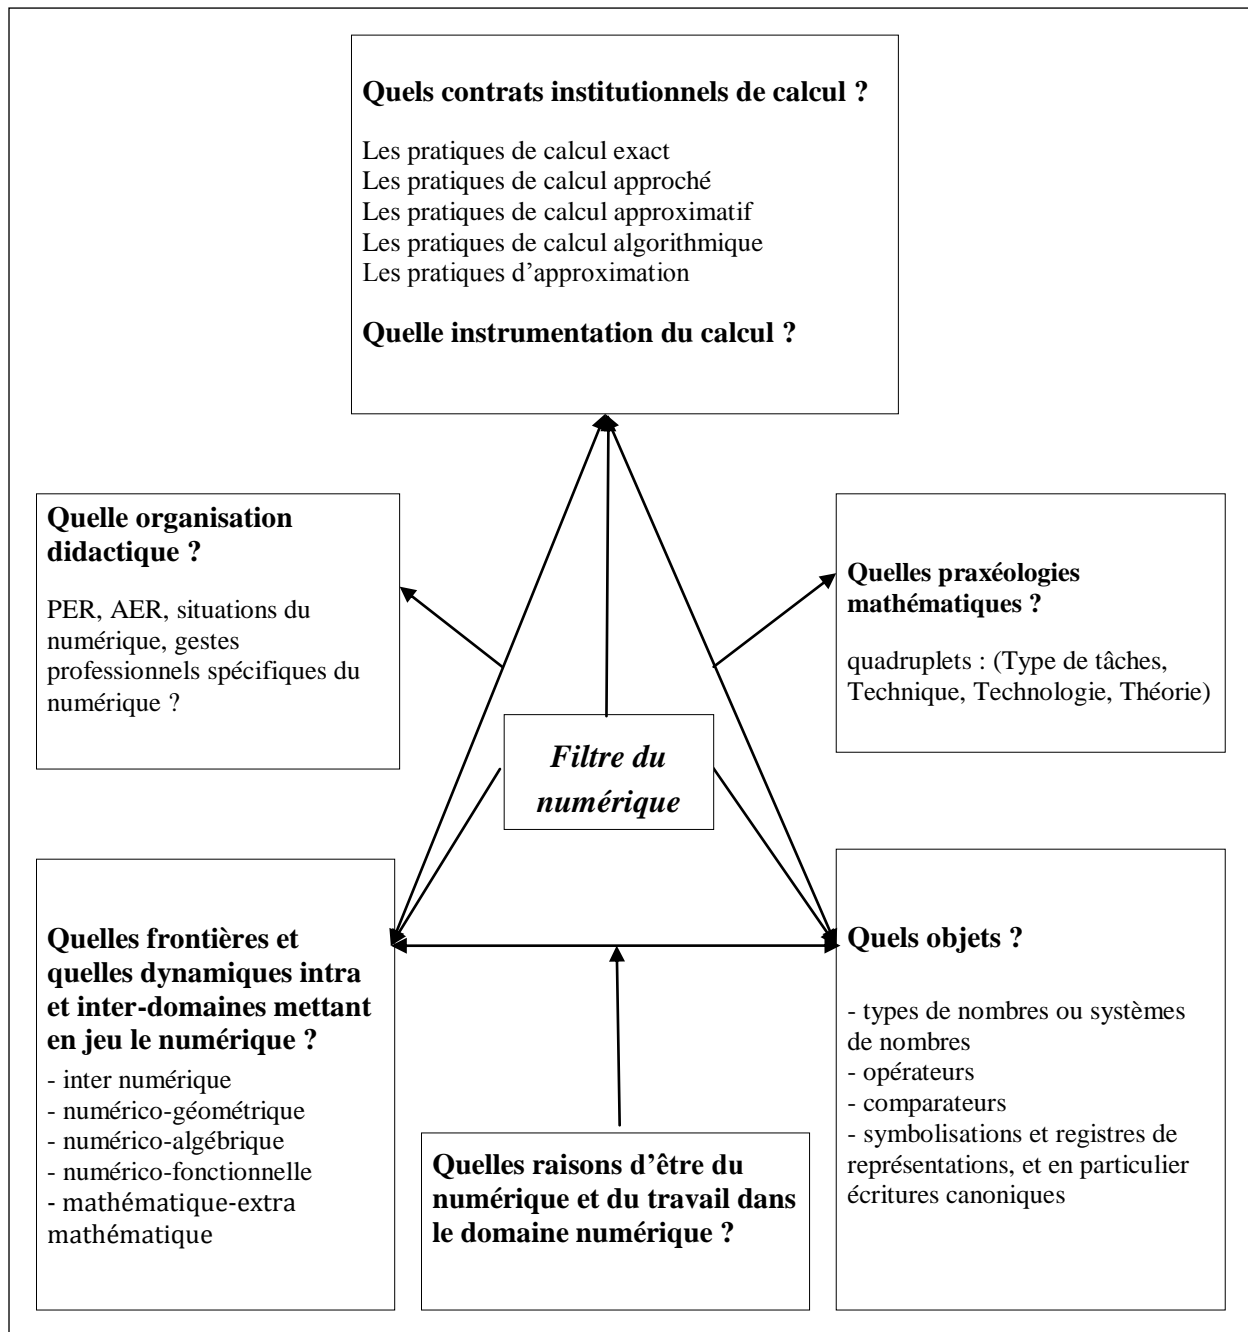 Quels contrats institutionnels de calcul ?
Les pratiques de calcul exact
Les pratiques de calcul approché
Les pratiques de calcul approximatif
Les pratiques de calcul algorithmique
Les pratiques d’approximation
Quelle instrumentation du calcul ?
Quelle organisation
didactique ?
PER, AER, situations du
numérique, gestes
professionnels spécifiques du
numérique ?
Quelles praxéologies
mathématiques ?
quadruplets : (Type de tâches,
Technique, Technologie, Théorie)
Filtre du
numérique
Quelles frontières et
quelles dynamiques intra
et inter-domaines mettant
en jeu le numérique ?
- inter numérique
- numérico-géométrique
- numérico-algébrique
- numérico-fonctionnelle
- mathématique-extra
mathématique
Quelles raisons d’être du
numérique et du travail dans
le domaine numérique ?
Quels objets ?
- types de nombres ou systèmes
de nombres
- opérateurs
- comparateurs
- symbolisations et registres de
représentations, et en particulier
écritures canoniques